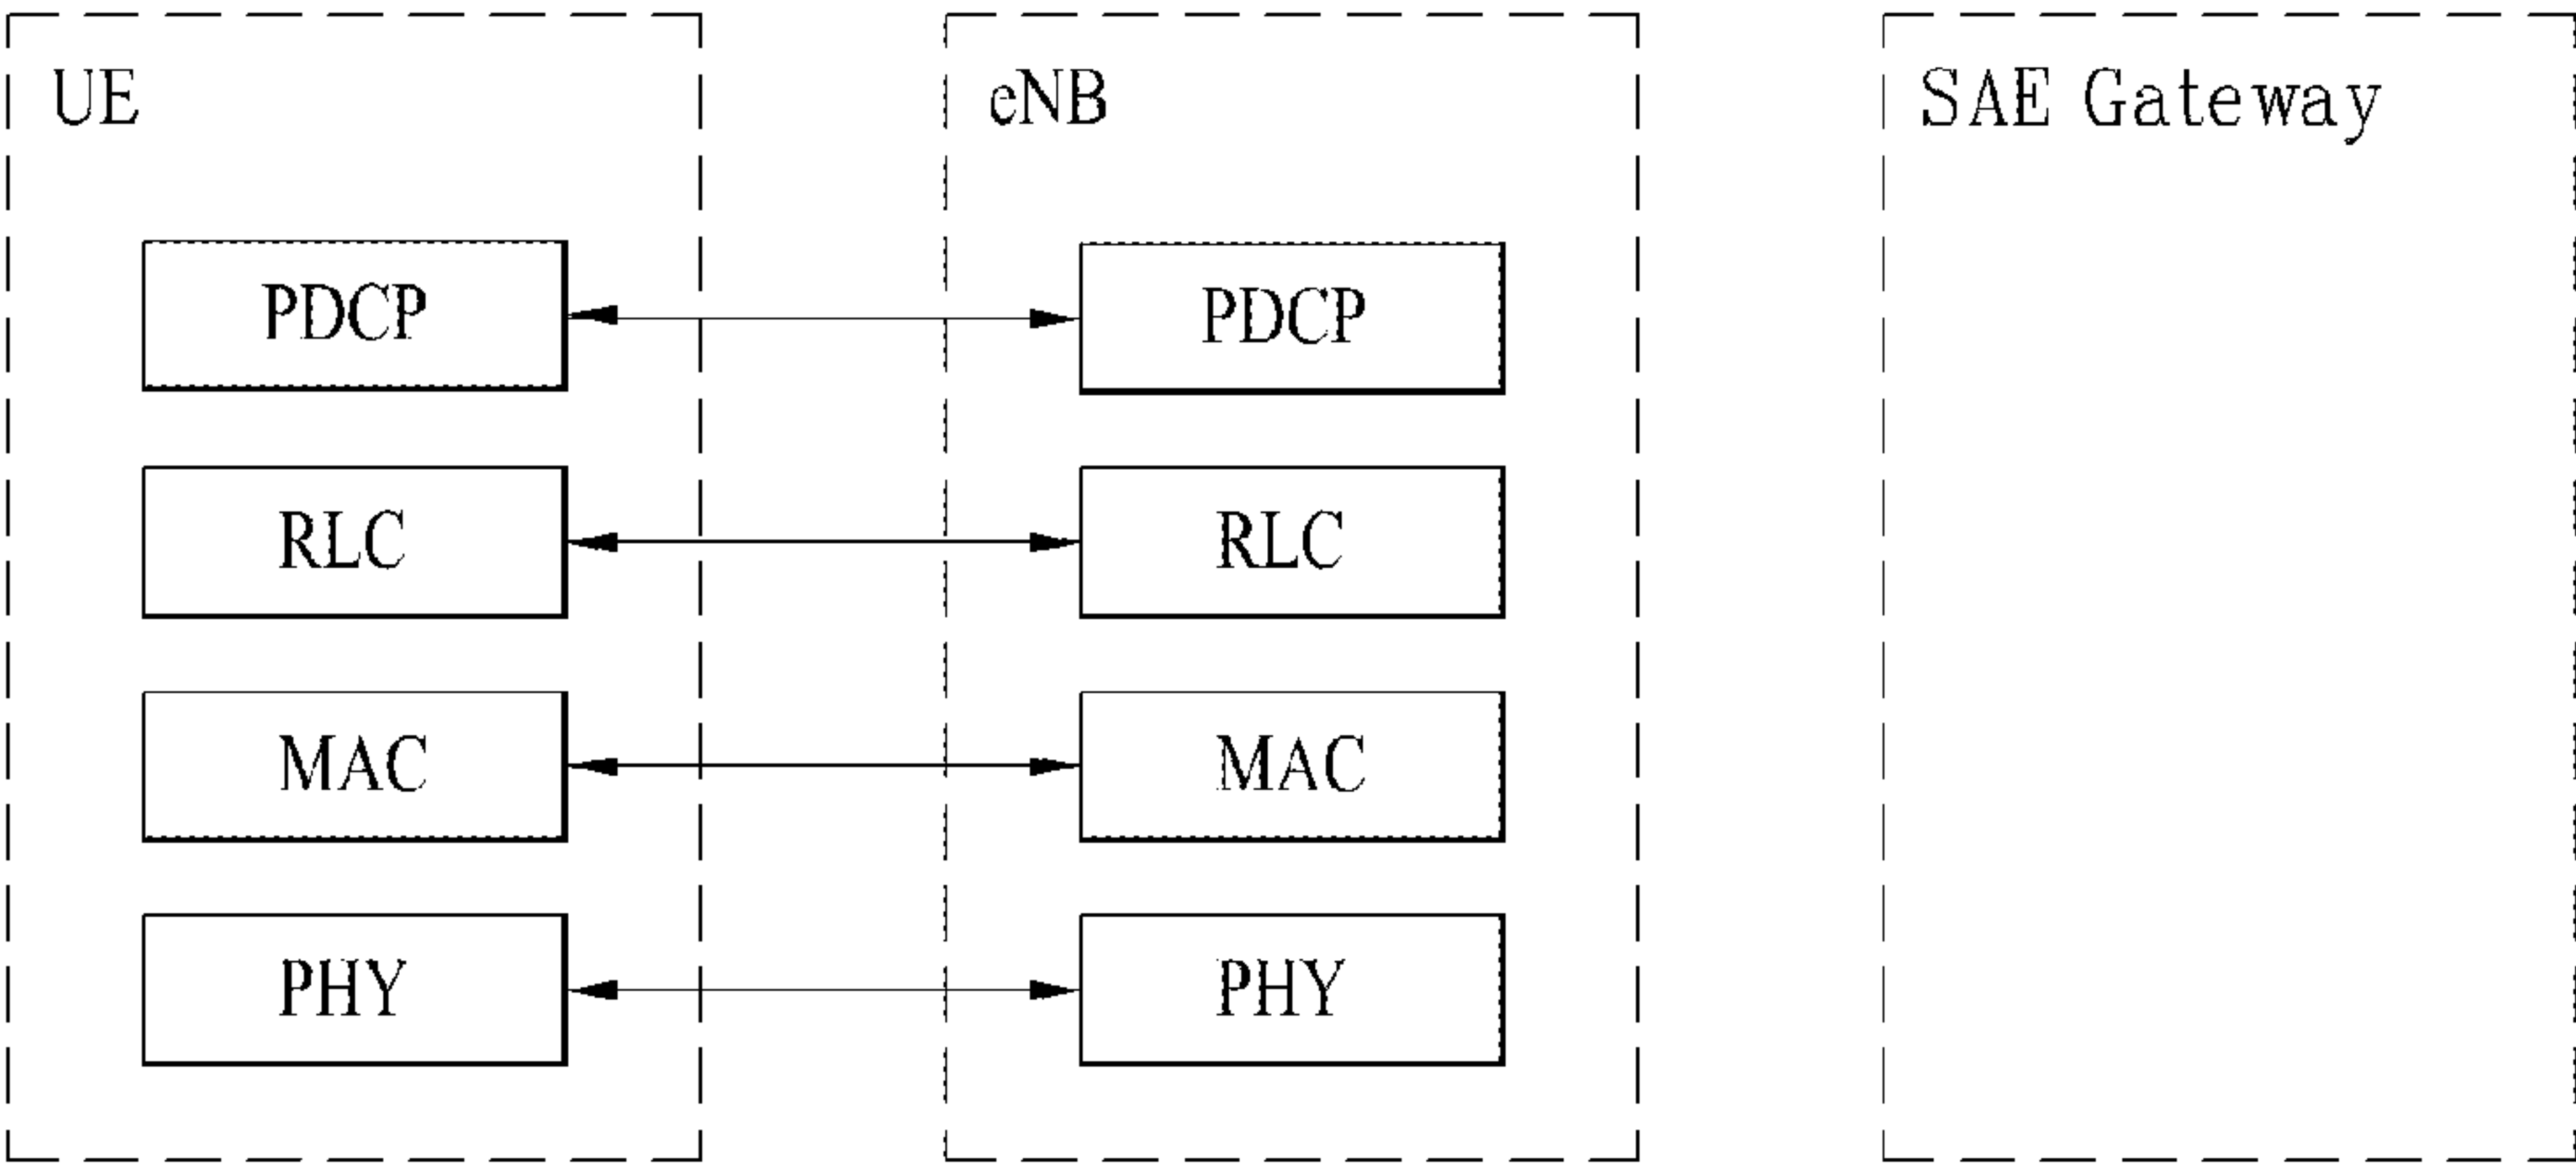 UE
eNB
SAE Gateway
PDCP
PDCP
RLC
RLC
MAC
MAC
PHY
PHY